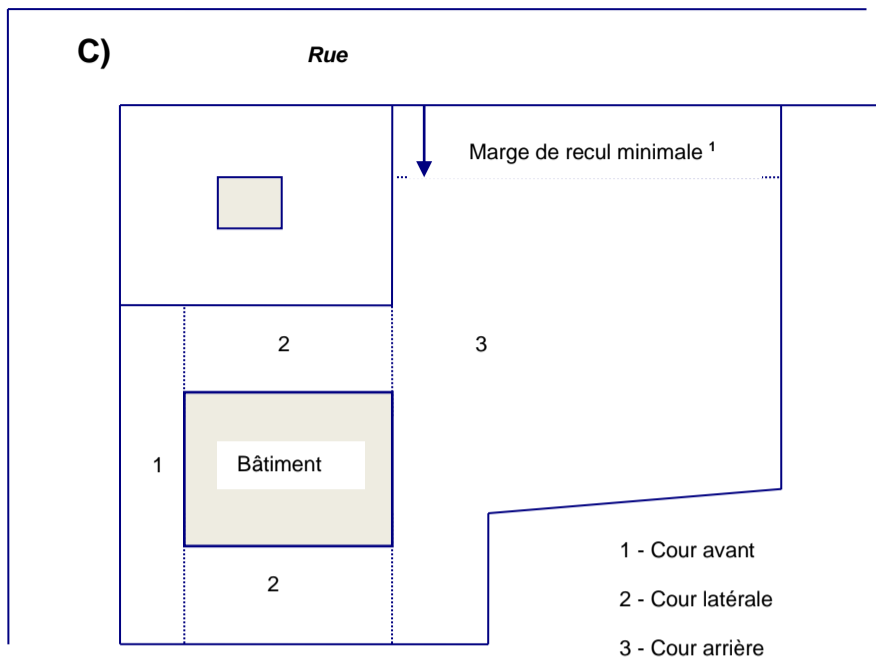 C)
Rue
Marge de recul minimale ¹
2
3
1
Bâtiment
2
1 - Cour avant
2 - Cour latérale
3 - Cour arrière